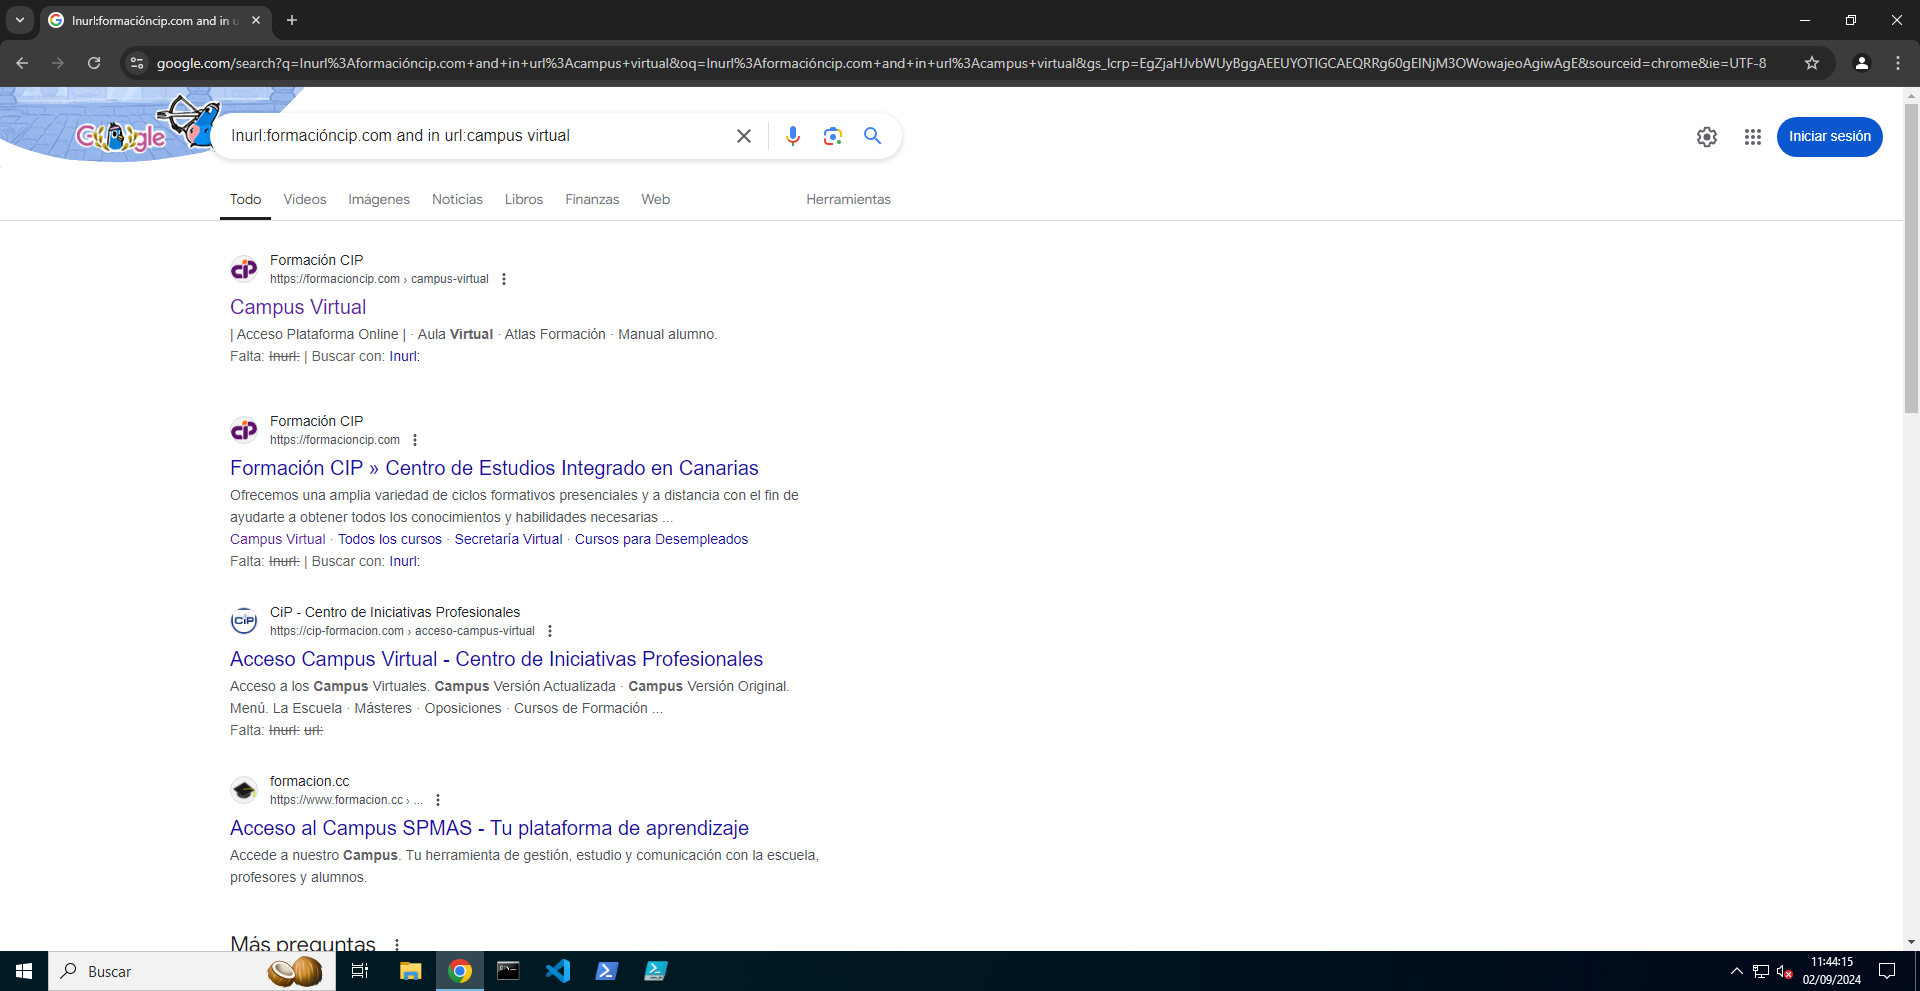 Inurl:formacióncip.com and in u
google.com/search?q=Inurl%3Aformacióncip.com+and+in+url%3Acampus+virtual&oq=Inurl%3Aformacióncip.com+and+in+url%3Acampus+virtual&gs_lcrp=EgZjaHJvbWUyBggAEEUYOTIGCAEQRRg60gEINjM3OWowajeoAgiwAgE&sourceid=chrome&ie=UTF-8
Google
Inurl:formacióncip.com and in url:campus virtual
Iniciar sesión
Todo
Vídeos
Imágenes
Noticias
Libros
Finanzas
Web
Herramientas
Formación CIP
https://formacioncip.com › campus-virtual
Campus Virtual
| Acceso Plataforma Online | · Aula Virtual · Atlas Formación · Manual alumno.
Falta: Inurl: | Buscar con: Inurl:
Formación CIP
https://formacioncip.com
Formación CIP » Centro de Estudios Integrado en Canarias
Ofrecemos una amplia variedad de ciclos formativos presenciales y a distancia con el fin de
ayudarte a obtener todos los conocimientos y habilidades necesarias ...
Campus Virtual · Todos los cursos · Secretaría Virtual · Cursos para Desempleados
Falta: Inurl: | Buscar con: Inurl:
CiP - Centro de Iniciativas Profesionales
https://cip-formacion.com › acceso-campus-virtual
Acceso Campus Virtual - Centro de Iniciativas Profesionales
Acceso a los Campus Virtuales. Campus Versión Actualizada · Campus Versión Original.
Menú. La Escuela · Másteres · Oposiciones · Cursos de Formación ...
Falta: Inurl: url:
formacion.cc
https://www.formacion.cc › ...
Acceso al Campus SPMAS - Tu plataforma de aprendizaje
Accede a nuestro Campus. Tu herramienta de gestión, estudio y comunicación con la escuela,
profesores y alumnos.
Más preguntas
Buscar
11:44:15
02/09/2024